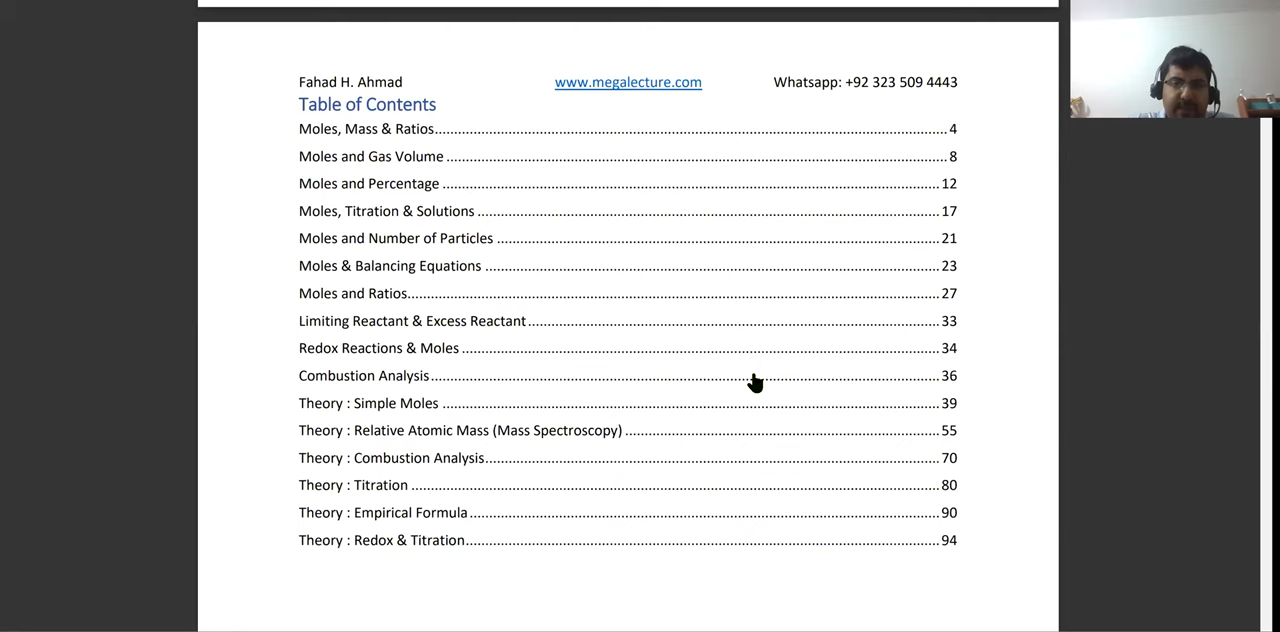 Fahad H. Ahmad www.megalecture.com Whatsapp: +92 323 509 4443
Table of Contents
Moles, Mass & Ratios 4
Moles and Gas Volume 8
Moles and Percentage 12
Moles, Titration & Solutions 17
Moles and Number of Particles 21
Moles & Balancing Equations 23
Moles and Ratios 27
Limiting Reactant & Excess Reactant 33
Redox Reactions & Moles 34
Combustion Analysis 36
Theory : Simple Moles 39
Theory : Relative Atomic Mass (Mass Spectroscopy) 55
Theory : Combustion Analysis 70
Theory : Titration 80
Theory : Empirical Formula 90
Theory : Redox & Titration 94